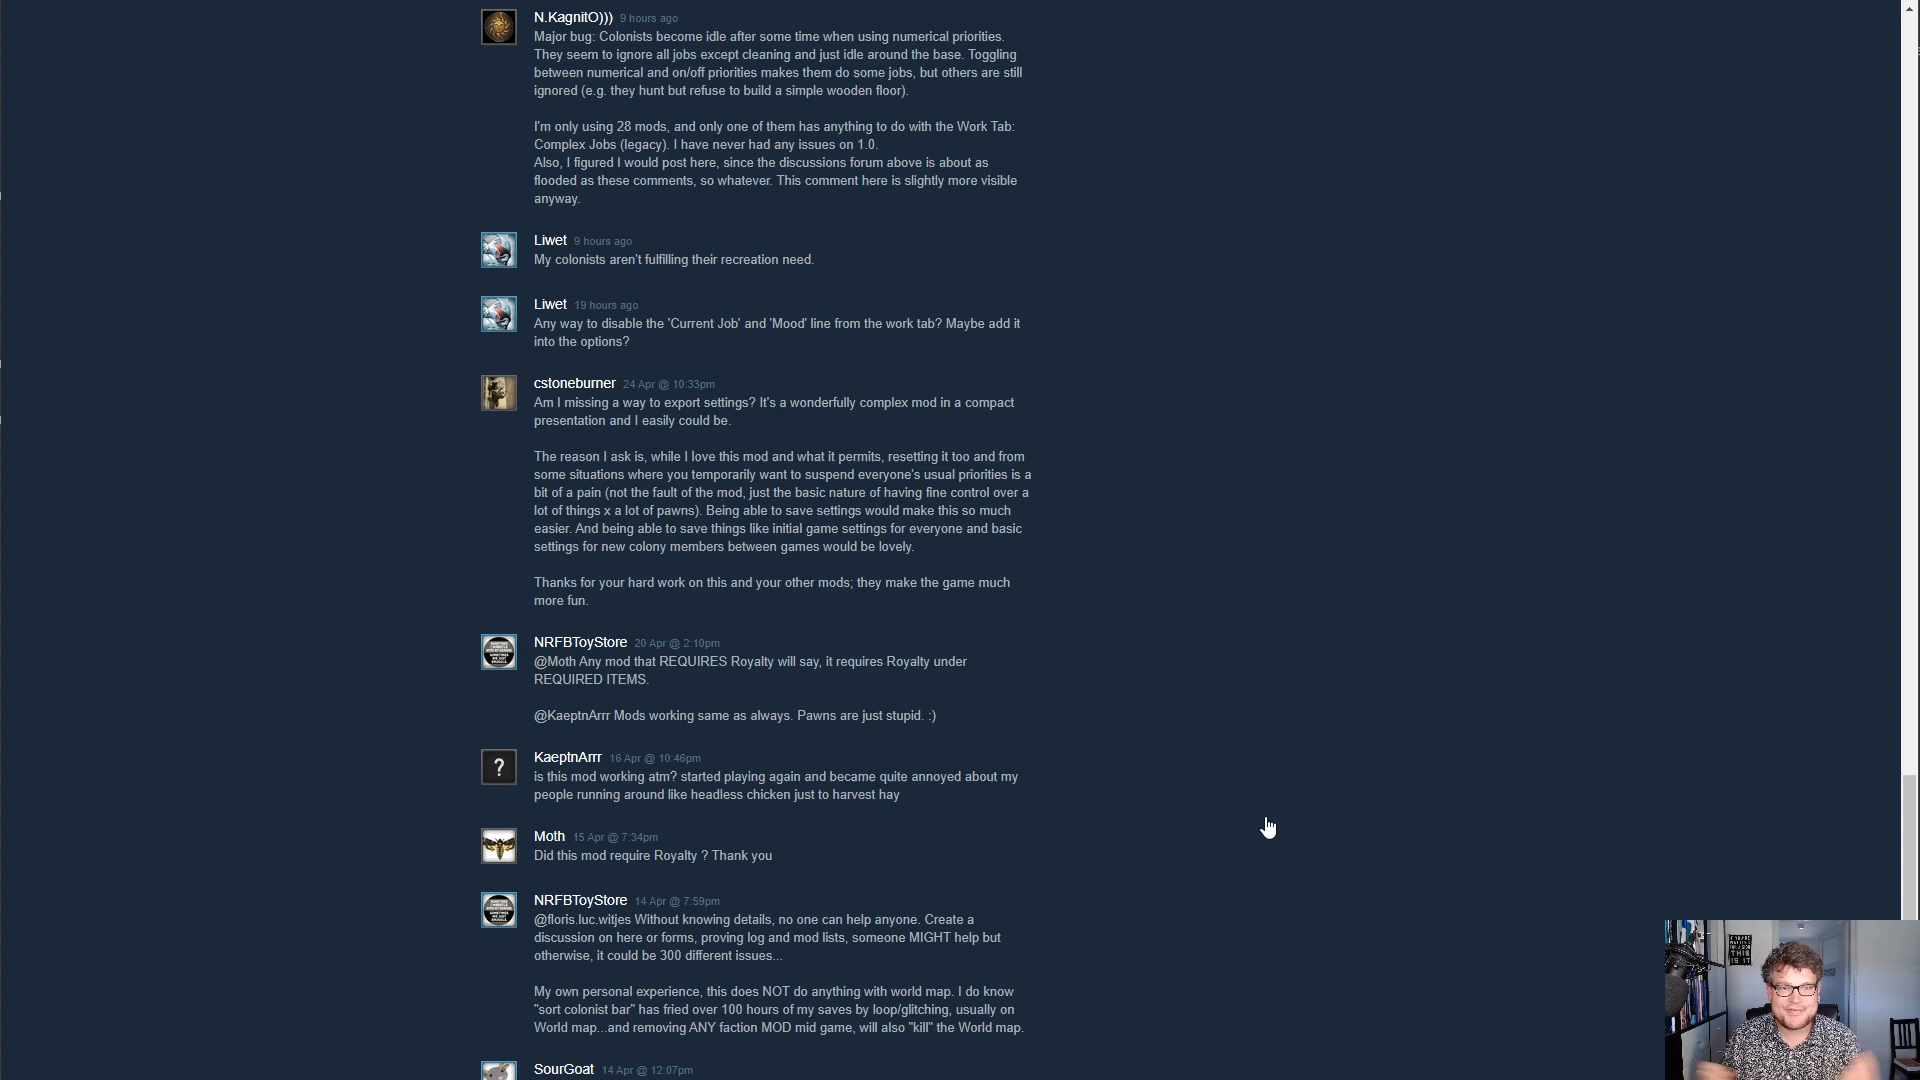 N.KagnitO))) 9 hours ago
Major bug: Colonists become idle after some time when using numerical priorities.
They seem to ignore all jobs except cleaning and just idle around the base. Toggling
between numerical and on/off priorities makes them do some jobs, but others are still
ignored (e.g. they hunt but refuse to build a simple wooden floor).
I'm only using 28 mods, and only one of them has anything to do with the Work Tab:
Complex Jobs (legacy). I have never had any issues on 1.0.
Also, I figured I would post here, since the discussions forum above is about as
flooded as these comments, so whatever. This comment here is slightly more visible
anyway.
Liwet 9 hours ago
My colonists aren't fulfilling their recreation need.
Liwet 19 hours ago
Any way to disable the 'Current Job' and 'Mood' line from the work tab? Maybe add it
into the options?
cstoneburner 24 Apr @ 10:33pm
Am I missing a way to export settings? It's a wonderfully complex mod in a compact
presentation and I easily could be.
The reason I ask is, while I love this mod and what it permits, resetting it too and from
some situations where you temporarily want to suspend everyone's usual priorities is a
bit of a pain (not the fault of the mod, just the basic nature of having fine control over a
lot of things x a lot of pawns). Being able to save settings would make this so much
easier. And being able to save things like initial game settings for everyone and basic
settings for new colony members between games would be lovely.
Thanks for your hard work on this and your other mods; they make the game much
more fun.
NRFBToyStore 20 Apr @ 2:10pm
@Moth Any mod that REQUIRES Royalty will say, it requires Royalty under
REQUIRED ITEMS.
@KaeptnArrr Mods working same as always. Pawns are just stupid. :)
?
KaeptnArrr 16 Apr @ 10:46pm
is this mod working atm? started playing again and became quite annoyed about my
people running around like headless chicken just to harvest hay
Moth 15 Apr @ 7:34pm
Did this mod require Royalty ? Thank you
NRFBToyStore 14 Apr @ 7:59pm
@floris.luc.witjes Without knowing details, no one can help anyone. Create a
discussion on here or forms, proving log and mod lists, someone MIGHT help but
otherwise, it could be 300 different issues...
My own personal experience, this does NOT do anything with world map. I do know
"sort colonist bar" has fried over 100 hours of my saves by loop/glitching, usually on
World map...and removing ANY faction MOD mid game, will also "kill" the World map.
SourGoat 14 Apr @ 12:07pm
THIS
IS IT